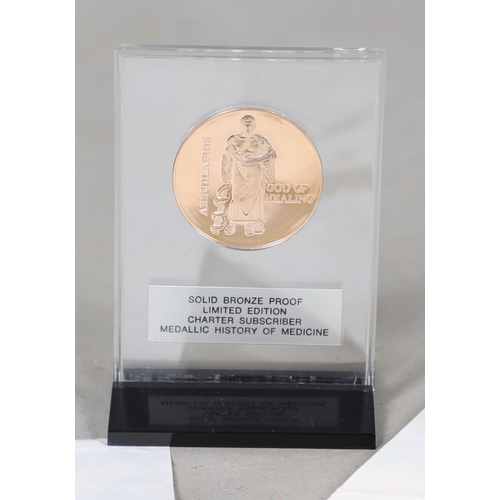 AESCULAPIUS
GOD OF
HEALING
SOLID BRONZE PROOF
LIMITED EDITION
CHARTER SUBSCRIBER
MEDALLIC HISTORY OF MEDICINE